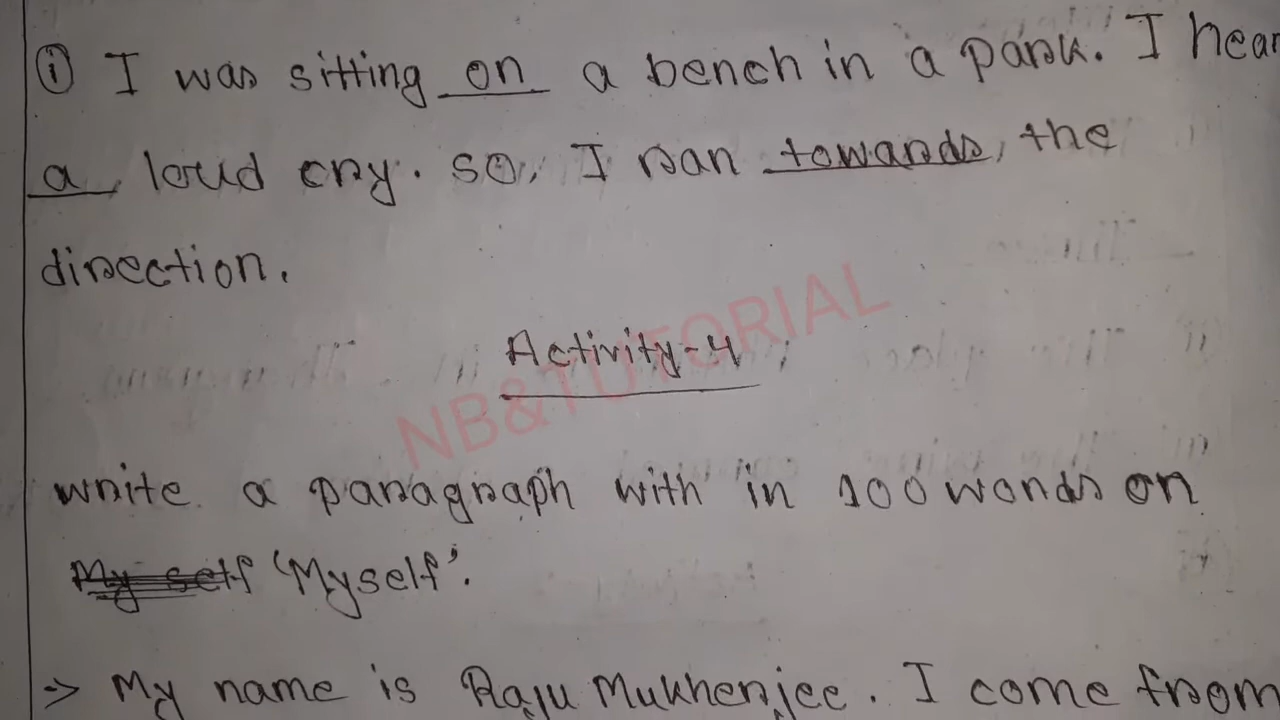 (i) I was sitting on a bench in a park. I hear
a loud cry. so, I ran towards, the
direction.
Activity-4
NB&TUTORIAL
write a paragraph with in 100 words on
My self 'Myself'.
→ My name is Raju Mukherjee. I come from